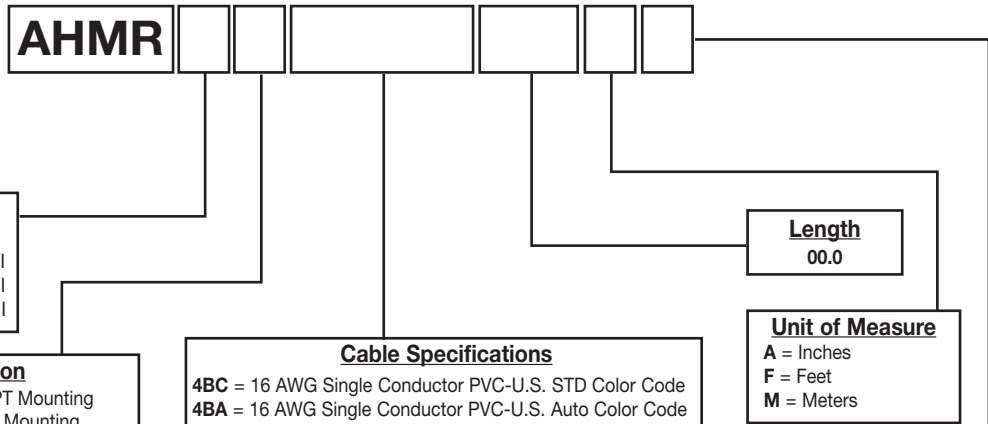 AHMR
Length
00.0
Unit of Measure
A = Inches
F = Feet
M = Meters
Cable Specifications
4BC = 16 AWG Single Conductor PVC-U.S. STD Color Code
4BA = 16 AWG Single Conductor PVC-U.S. Auto Color Code
Mounting
Mounting